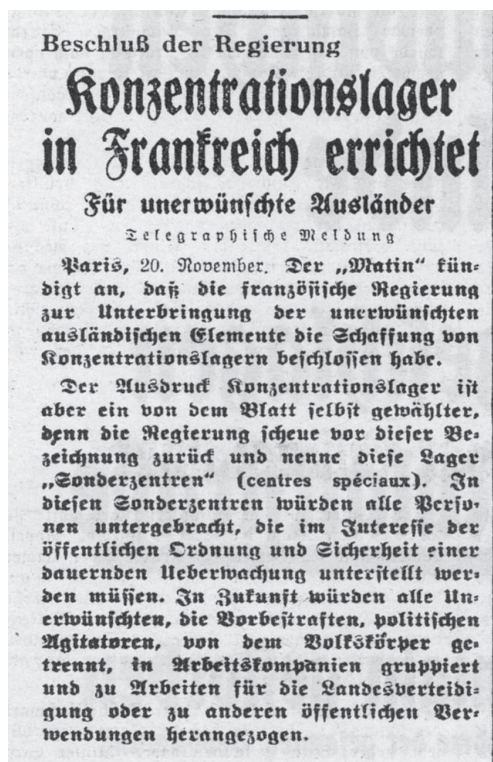 Beschluß der Regierung
Konzentrationslager
in Frankreich errichtet
Für unerwünschte Ausländer
Telegraphische Meldung
Paris, 20. November. Der „Matin“ kün-
digt an, daß die französische Regierung
zur Unterbringung der unerwünschten
ausländischen Elemente die Schaffung von
Konzentrationslagern beschlossen habe.
Der Ausdruck Konzentrationslager ist
aber ein von dem Blatt selbst gewählter,
denn die Regierung scheue vor dieser Be-
zeichnung zurück und nenne diese Lager
„Sonderzentren“ (centres spéciaux). In
diesen Sonderzentren würden alle Perso-
nen untergebracht, die im Interesse der
öffentlichen Ordnung und Sicherheit einer
dauernden Ueberwachung unterstellt wer-
den müssen. In Zukunft würden alle Un-
erwünschten, die Vorbestraften, politischen
Agitatoren, von dem Volkskörper ge-
trennt, in Arbeitskompanien gruppiert
und zu Arbeiten für die Landesverteidi-
gung oder zu anderen öffentlichen Ver-
wendungen herangezogen.